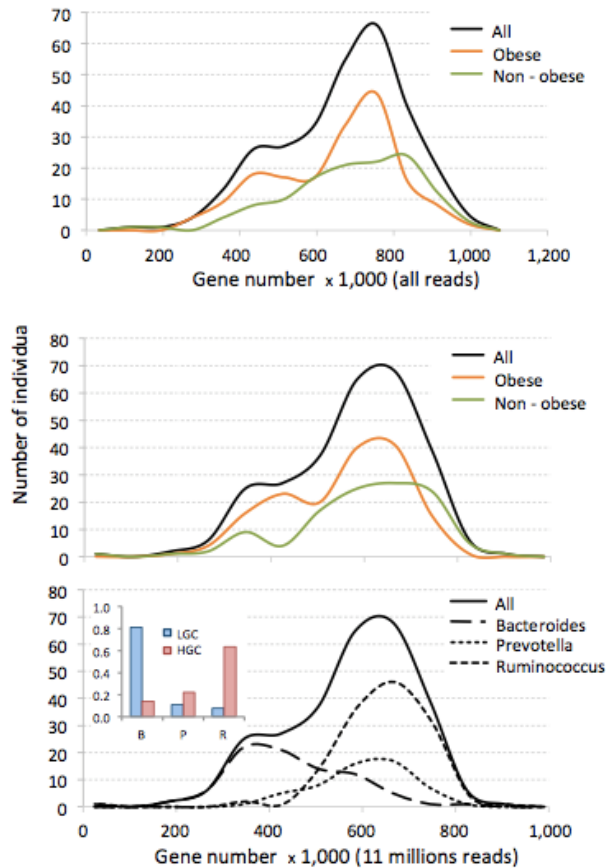 70
60
50
40
30
20
10
0
All
Obese
Non - obese
0 200 400 600 800 1,000 1,200
Gene number x 1,000 (all reads)
Number of individua
80
70
60
50
40
30
20
10
0
All
Obese
Non - obese
80
70
60
50
40
30
20
10
0
1.0
0.8
0.6
0.4
0.2
0.0
LGC
HGC
B P R
All
Bacteroides
Prevotella
Ruminococcus
0 200 400 600 800 1,000
Gene number x 1,000 (11 millions reads)